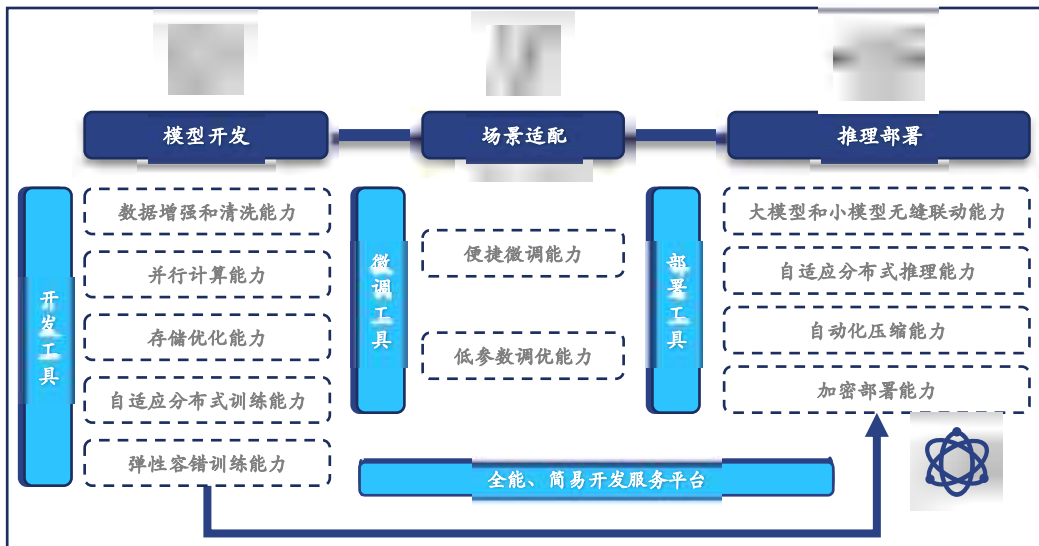 模型开发
场景适配
推理部署
开发工具
数据增强和清洗能力
并行计算能力
存储优化能力
自适应分布式训练能力
弹性容错训练能力
微调工具
便捷微调能力
低参数调优能力
部署工具
大模型和小模型无缝联动能力
自适应分布式推理能力
自动化压缩能力
加密部署能力
全能、简易开发服务平台